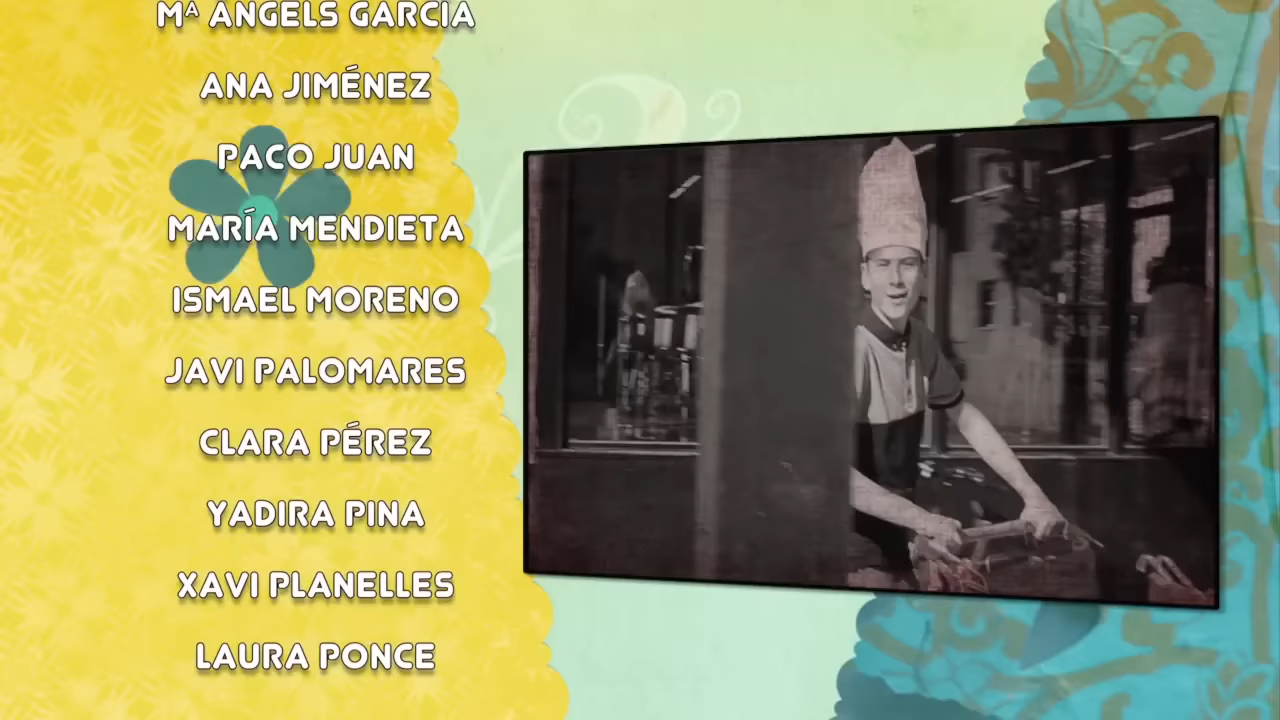 Mª ANGELS GARCÍA
ANA JIMÉNEZ
PACO JUAN
MARÍA MENDIETA
ISMAEL MORENO
JAVI PALOMARES
CLARA PÉREZ
YADIRA PINA
XAVI PLANELLES
LAURA PONCE